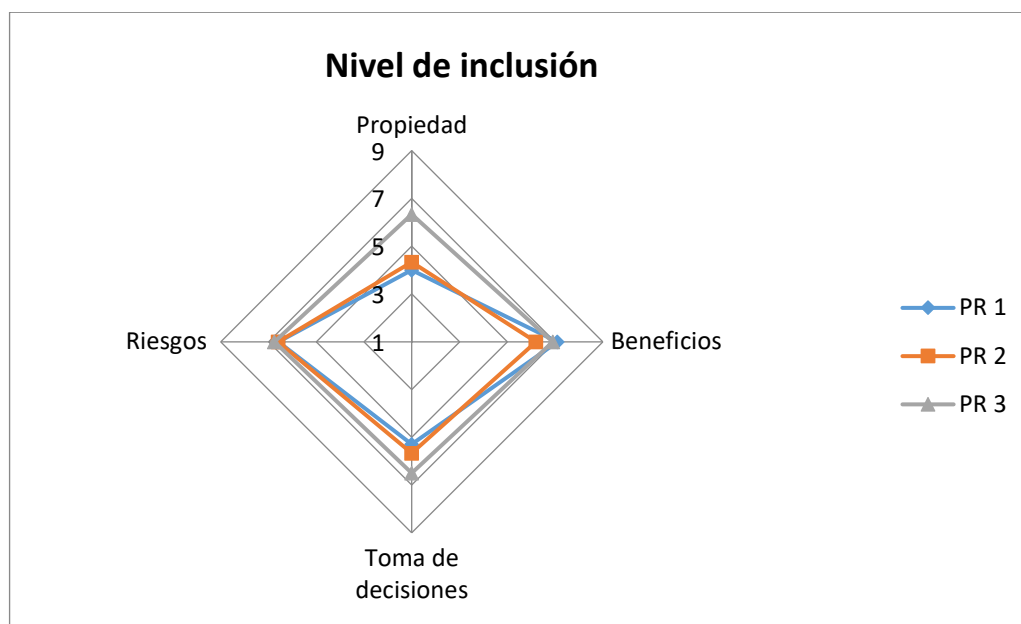 Nivel de inclusión
Propiedad
9
7
5
3
1
Riesgos
Beneficios
Toma de
decisiones
PR 1
PR 2
PR 3